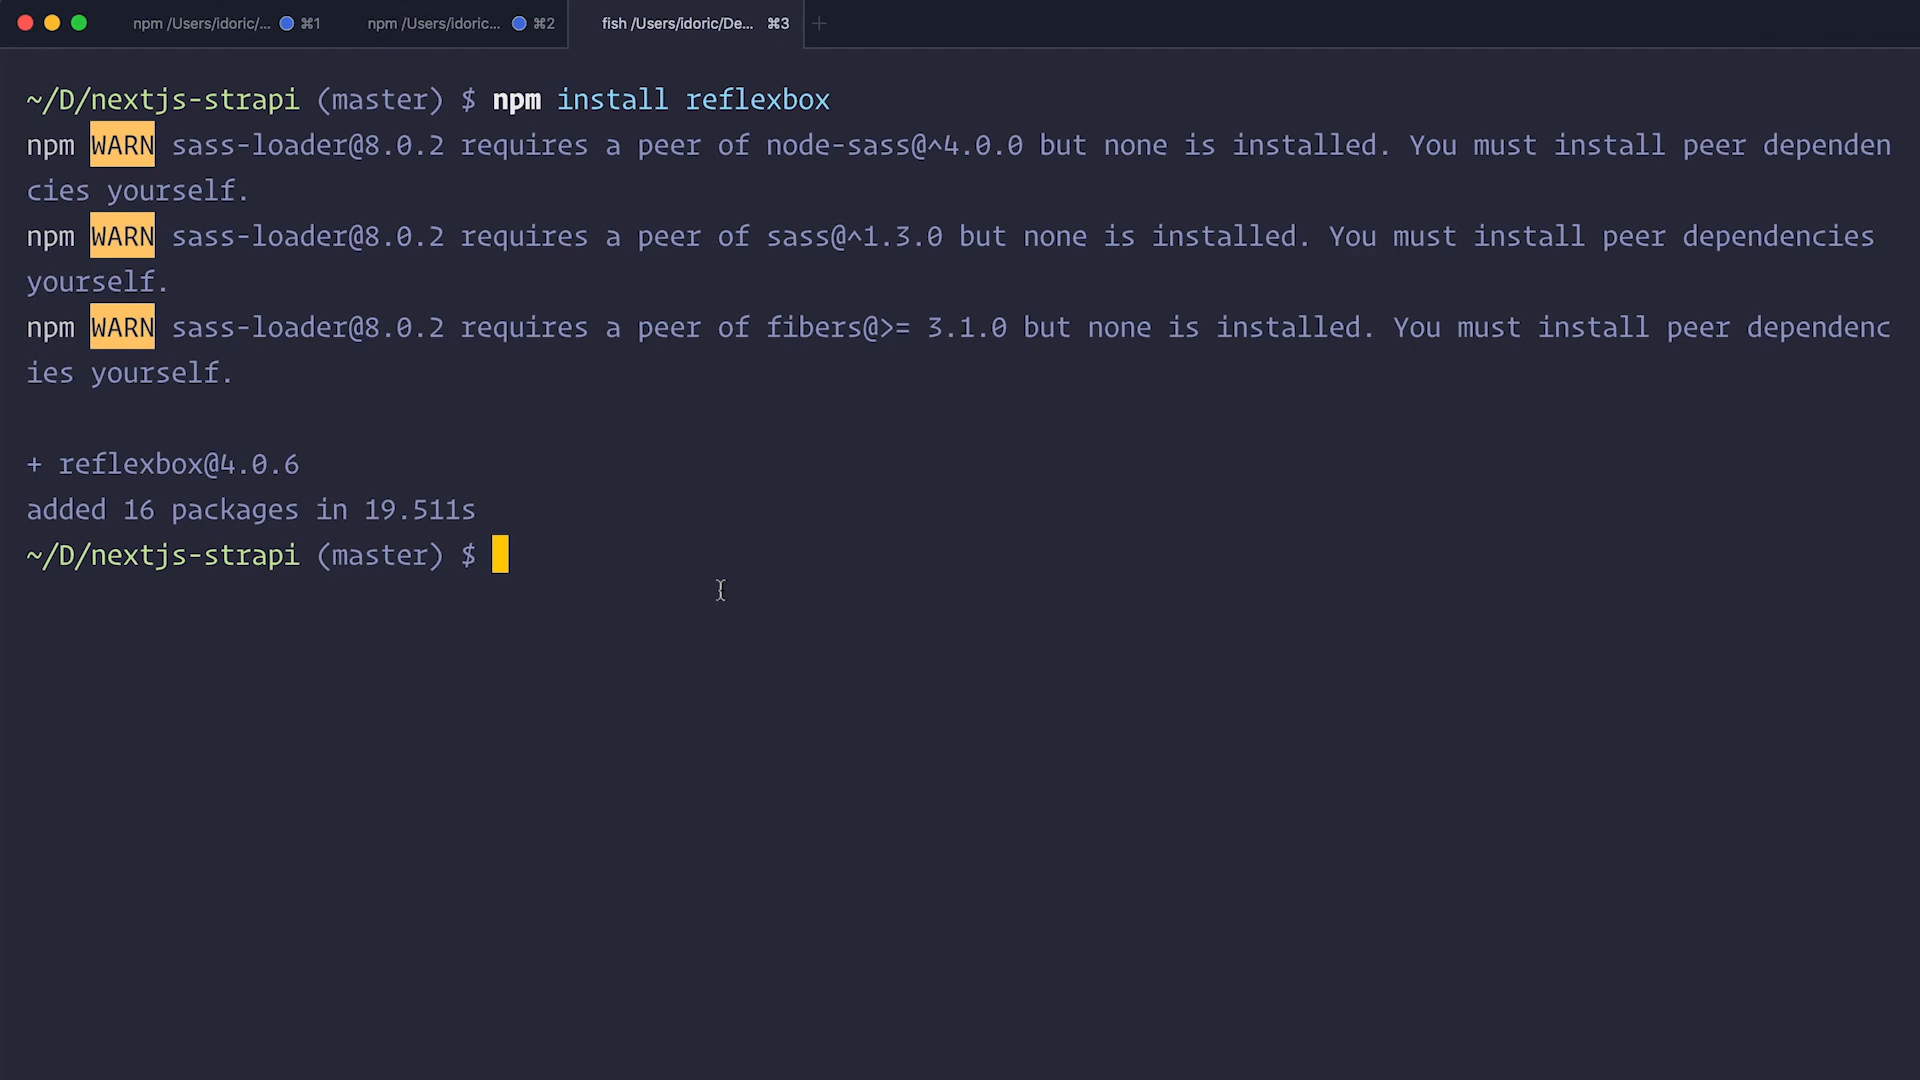 npm /Users/idoric/... ⌘1 npm /Users/idoric... ⌘2 fish /Users/idoric/De... ⌘3 +
~/D/nextjs-strapi (master) $ npm install reflexbox
npm WARN sass-loader@8.0.2 requires a peer of node-sass@^4.0.0 but none is installed. You must install peer dependen
cies yourself.
npm WARN sass-loader@8.0.2 requires a peer of sass@^1.3.0 but none is installed. You must install peer dependencies
yourself.
npm WARN sass-loader@8.0.2 requires a peer of fibers@>= 3.1.0 but none is installed. You must install peer dependenc
ies yourself.
+ reflexbox@4.0.6
added 16 packages in 19.511s
~/D/nextjs-strapi (master) $